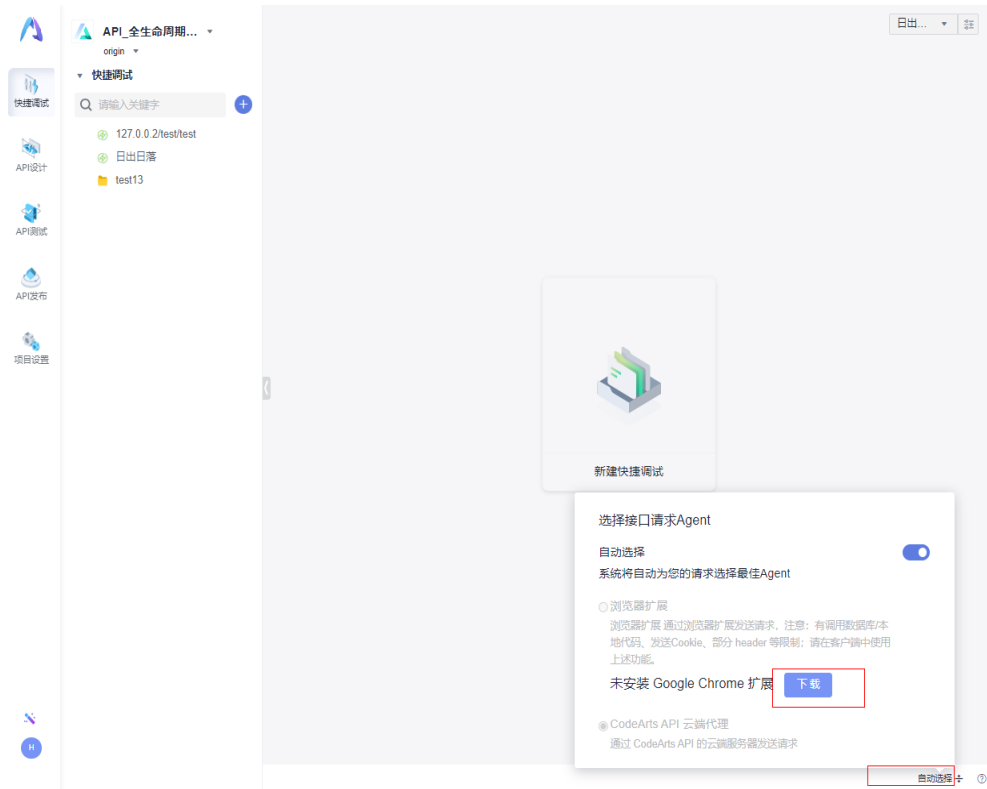 API_全生命周期...
origin
日出...
快捷调试
请输入关键字
127.0.0.2/test/test
日出日落
test13
快捷调试
API设计
API测试
API发布
项目设置
H
新建快捷调试
选择接口请求Agent
自动选择
系统将自动为您的请求选择最佳Agent
浏览器扩展
浏览器扩展 通过浏览器扩展发送请求，注意：有调用数据库/本
地代码、发送Cookie、部分 header 等限制；请在客户端中使用
上述功能。
未安装 Google Chrome 扩展
下载
CodeArts API 云端代理
通过 CodeArts API 的云端服务器发送请求
自动选择